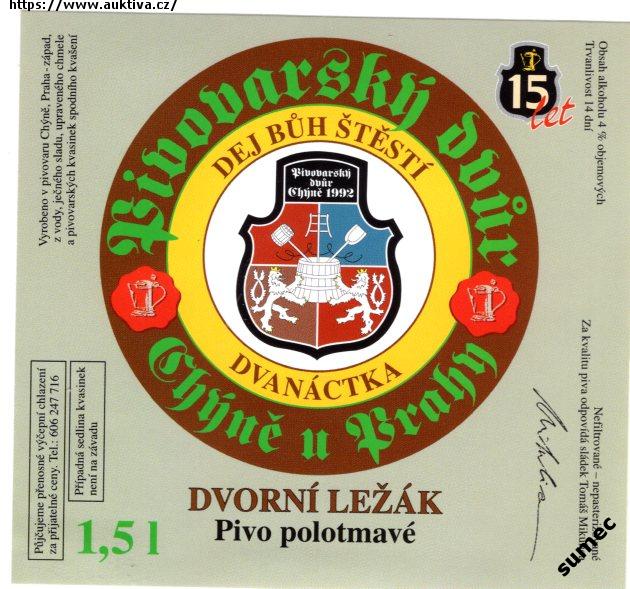 https://www.auktiva.cz/
Pivovarský dvůr
Chýně u Prahy
DEJ BŮH ŠTĚSTÍ
DVANÁCTKA
Pivovarský
dvůr
Chýně 1992
15
let
Vyrobeno v pivovaru Chýně, Praha - západ,
z vody, ječného sladu, upraveného chmele
a pivovarských kvasinek spodního kvašení
Obsah alkoholu 4 % objemových
Trvanlivost 14 dní
Půjčujeme přenosné výčepní chlazení
za přijatelné ceny. Tel.: 606 247 716
Případná sedlina kvasinek
není na závadu
Nefiltrované –
Za kvalitu piva odpovídá sládek Tomáš
DVORNÍ LEŽÁK
Pivo polotmavé
1,5 l
sumec